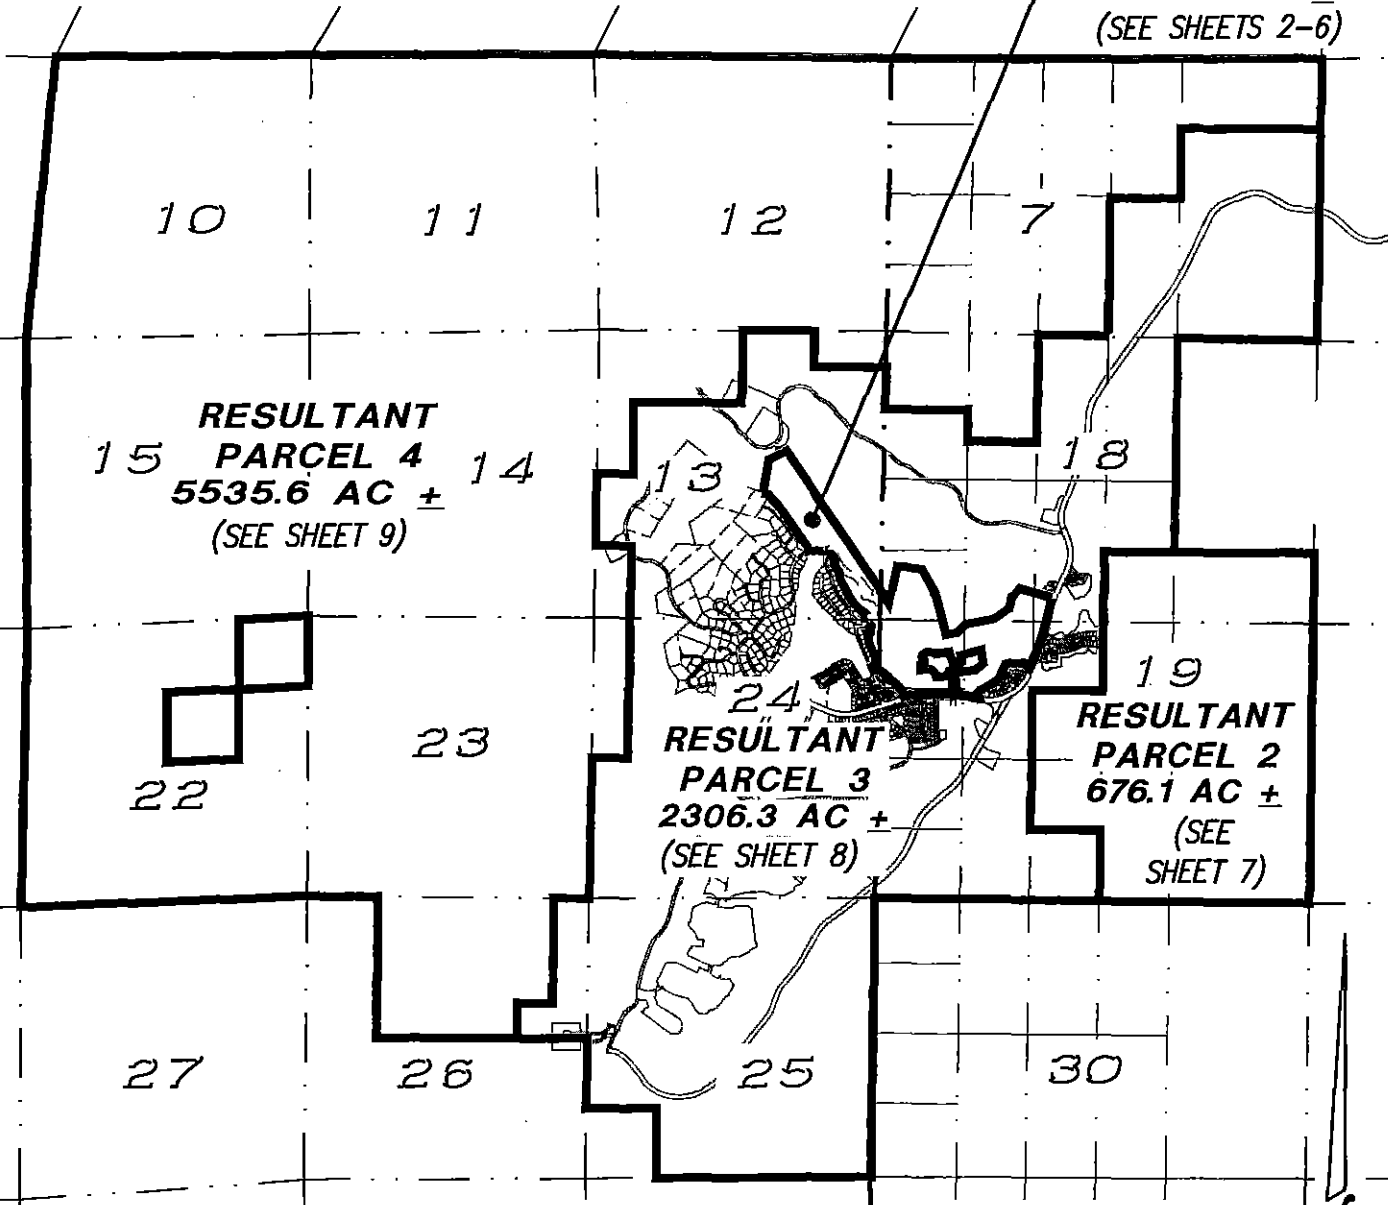 (SEE SHEETS 2-6)
10
11
12
7
RESULTANT
PARCEL 4
5535.6 AC ±
(SEE SHEET 9)
15
14
13
18
22
23
24
RESULTANT
PARCEL 3
2306.3 AC ±
(SEE SHEET 8)
19
RESULTANT
PARCEL 2
676.1 AC ±
(SEE
SHEET 7)
27
26
25
30